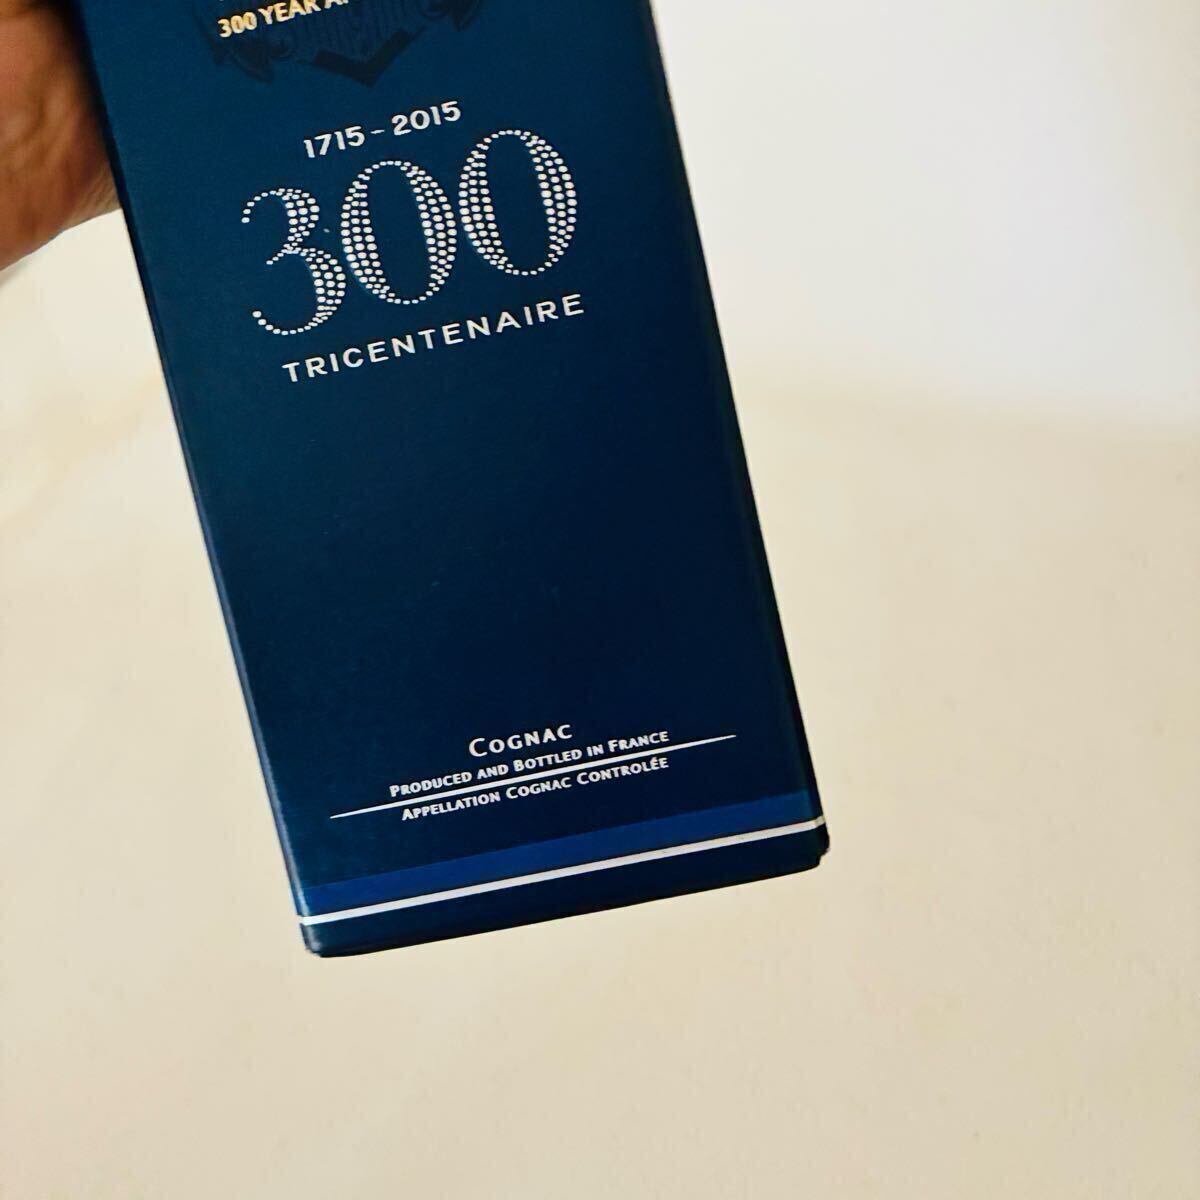 300 YEAR
1715 - 2015
300
TRICENTENAIRE
COGNAC
PRODUCED AND BOTTLED IN FRANCE
APPELLATION COGNAC CONTROLÉE